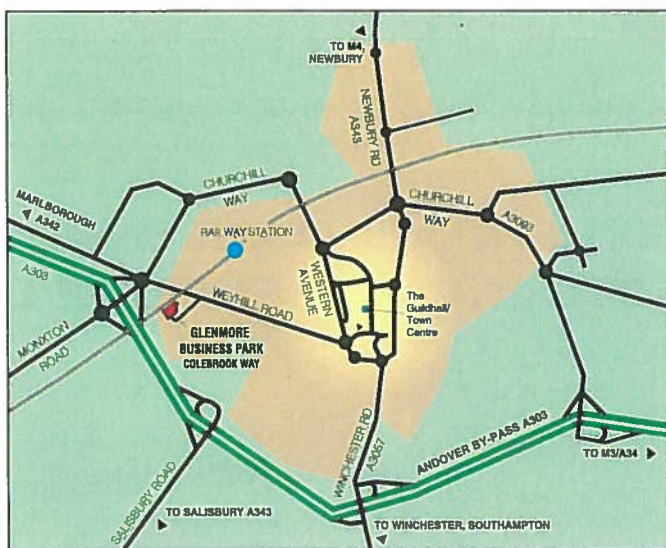 TO M4,
NEWBURY
NEWBURY RD
A343
CHURCHILL
WAY
CHURCHILL
WAY
A3093
MARLBOROUGH
A342
RAILWAY STATION
A303
WESTERN
AVENUE
WEYHILL ROAD
The
Guildhall/
Town
Centre
MONXTON
ROAD
GLENMORE
BUSINESS PARK
COLEBROOK WAY
WINCHESTER RD
A3057
ANDOVER BY-PASS A303
TO M3/A34
SALISBURY ROAD
TO SALISBURY A343
TO WINCHESTER, SOUTHAMPTON